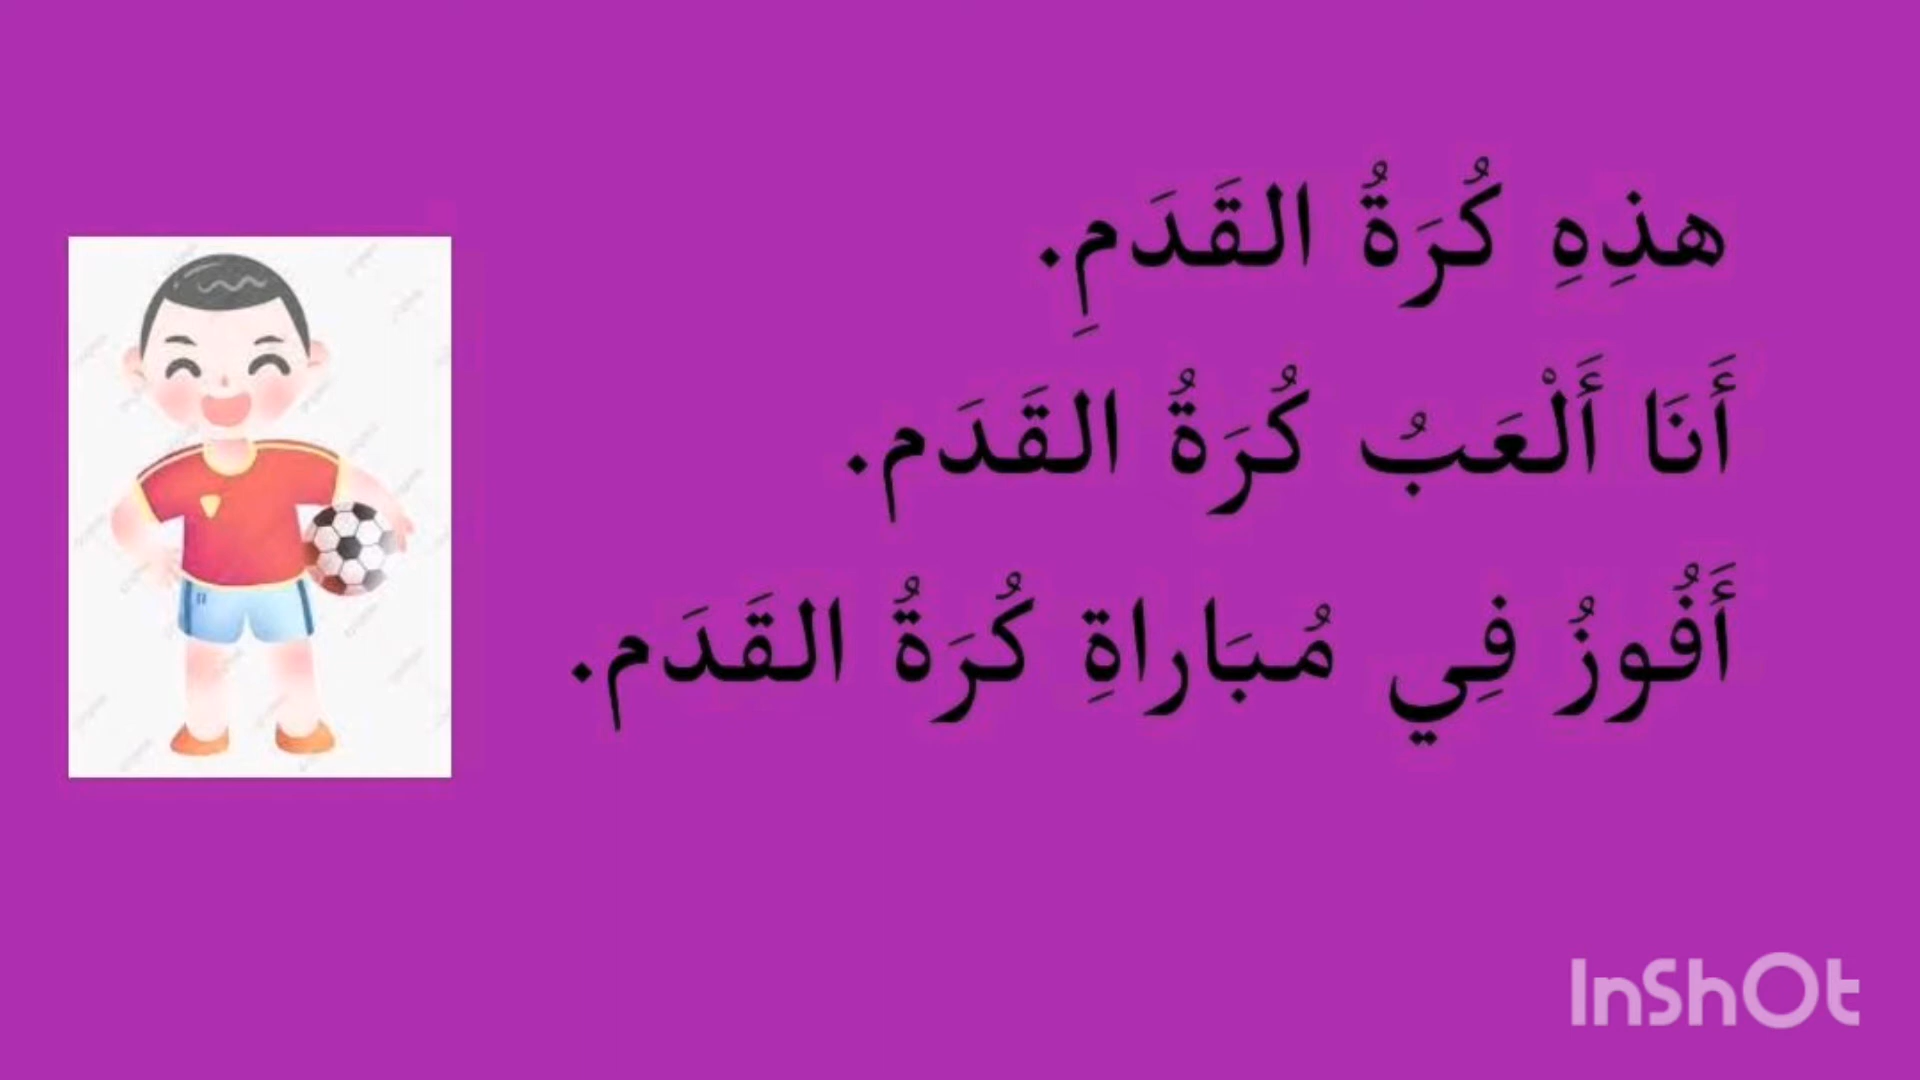 هذِهِ كُرَةُ القَدَمِ.
أَنَا أَلْعَبُ كُرَةُ القَدَم.
أَفُوزُ فِي مُبَاراةِ كُرَةُ القَدَم.
InShOt